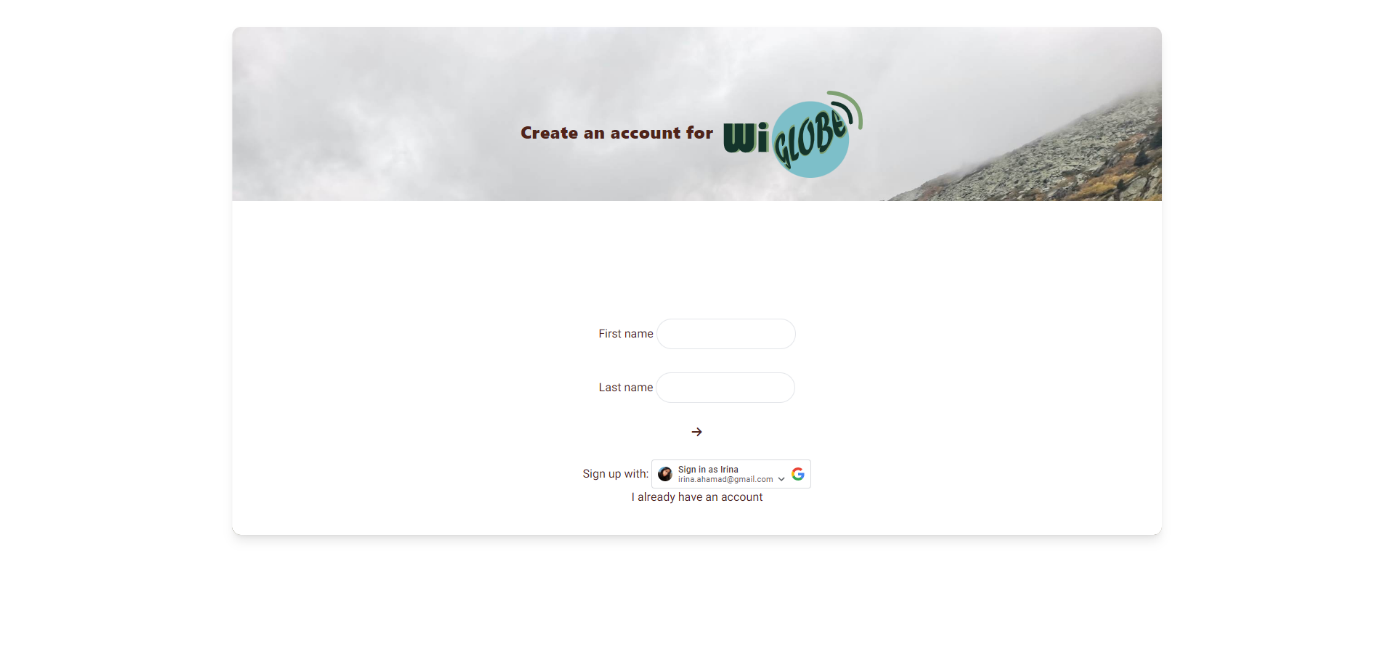 Create an account for Wi GLOBE
First name
Last name
Sign up with: Sign in as Irina
irina.ahamad@gmail.com
I already have an account